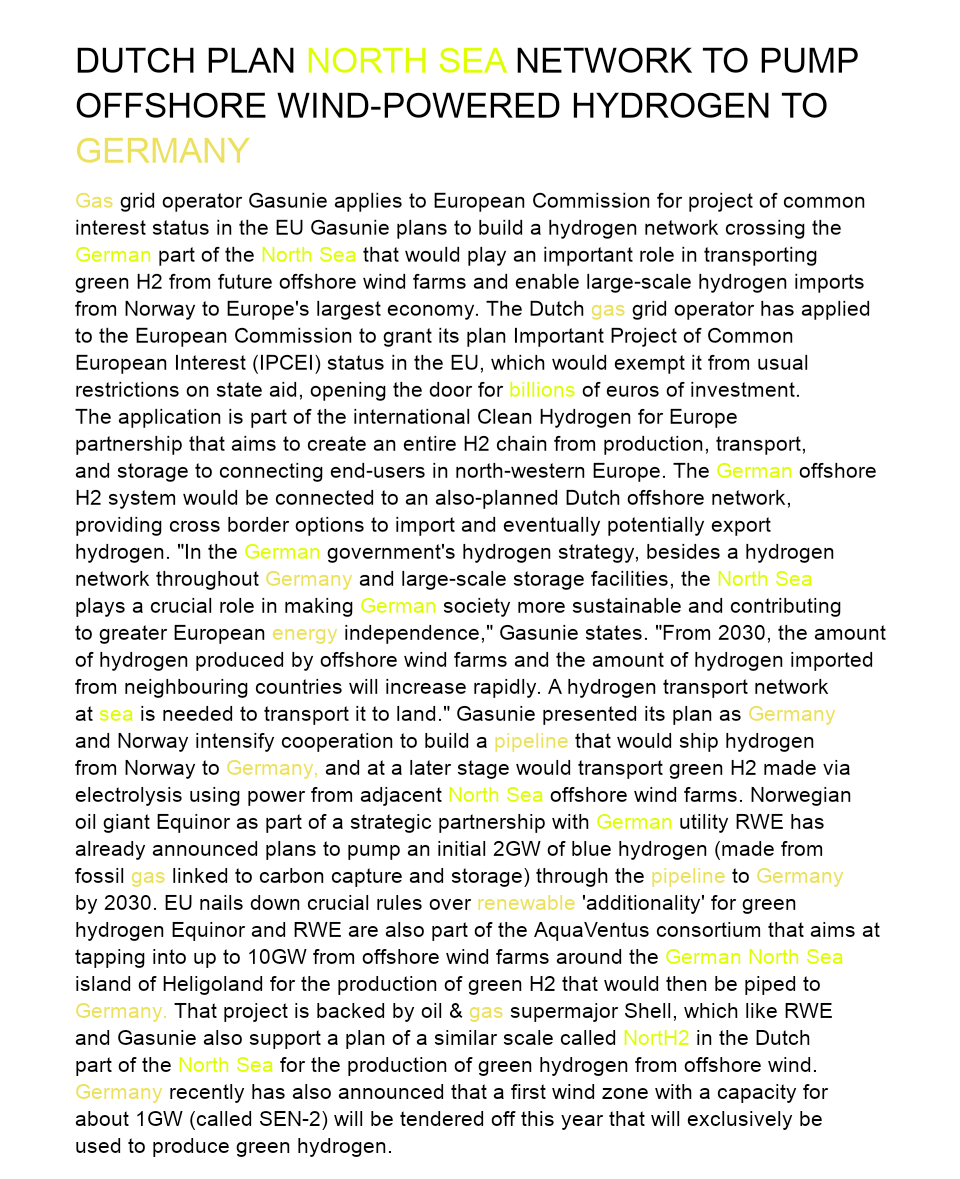 DUTCH PLAN NORTH SEA NETWORK TO PUMP
OFFSHORE WIND-POWERED HYDROGEN TO
GERMANY
Gas grid operator Gasunie applies to European Commission for project of common
interest status in the EU Gasunie plans to build a hydrogen network crossing the
German part of the North Sea that would play an important role in transporting
green H2 from future offshore wind farms and enable large-scale hydrogen imports
from Norway to Europe's largest economy. The Dutch gas grid operator has applied
to the European Commission to grant its plan Important Project of Common
European Interest (IPCEI) status in the EU, which would exempt it from usual
restrictions on state aid, opening the door for billions of euros of investment.
The application is part of the international Clean Hydrogen for Europe
partnership that aims to create an entire H2 chain from production, transport,
and storage to connecting end-users in north-western Europe. The German offshore
H2 system would be connected to an also-planned Dutch offshore network,
providing cross border options to import and eventually potentially export
hydrogen. "In the German government's hydrogen strategy, besides a hydrogen
network throughout Germany and large-scale storage facilities, the North Sea
plays a crucial role in making German society more sustainable and contributing
to greater European energy independence," Gasunie states. "From 2030, the amount
of hydrogen produced by offshore wind farms and the amount of hydrogen imported
from neighbouring countries will increase rapidly. A hydrogen transport network
at sea is needed to transport it to land." Gasunie presented its plan as Germany
and Norway intensify cooperation to build a pipeline that would ship hydrogen
from Norway to Germany, and at a later stage would transport green H2 made via
electrolysis using power from adjacent North Sea offshore wind farms. Norwegian
oil giant Equinor as part of a strategic partnership with German utility RWE has
already announced plans to pump an initial 2GW of blue hydrogen (made from
fossil gas linked to carbon capture and storage) through the pipeline to Germany
by 2030. EU nails down crucial rules over renewable 'additionality' for green
hydrogen Equinor and RWE are also part of the AquaVentus consortium that aims at
tapping into up to 10GW from offshore wind farms around the German North Sea
island of Heligoland for the production of green H2 that would then be piped to
Germany. That project is backed by oil & gas supermajor Shell, which like RWE
and Gasunie also support a plan of a similar scale called NortH2 in the Dutch
part of the North Sea for the production of green hydrogen from offshore wind.
Germany recently has also announced that a first wind zone with a capacity for
about 1GW (called SEN-2) will be tendered off this year that will exclusively be
used to produce green hydrogen.